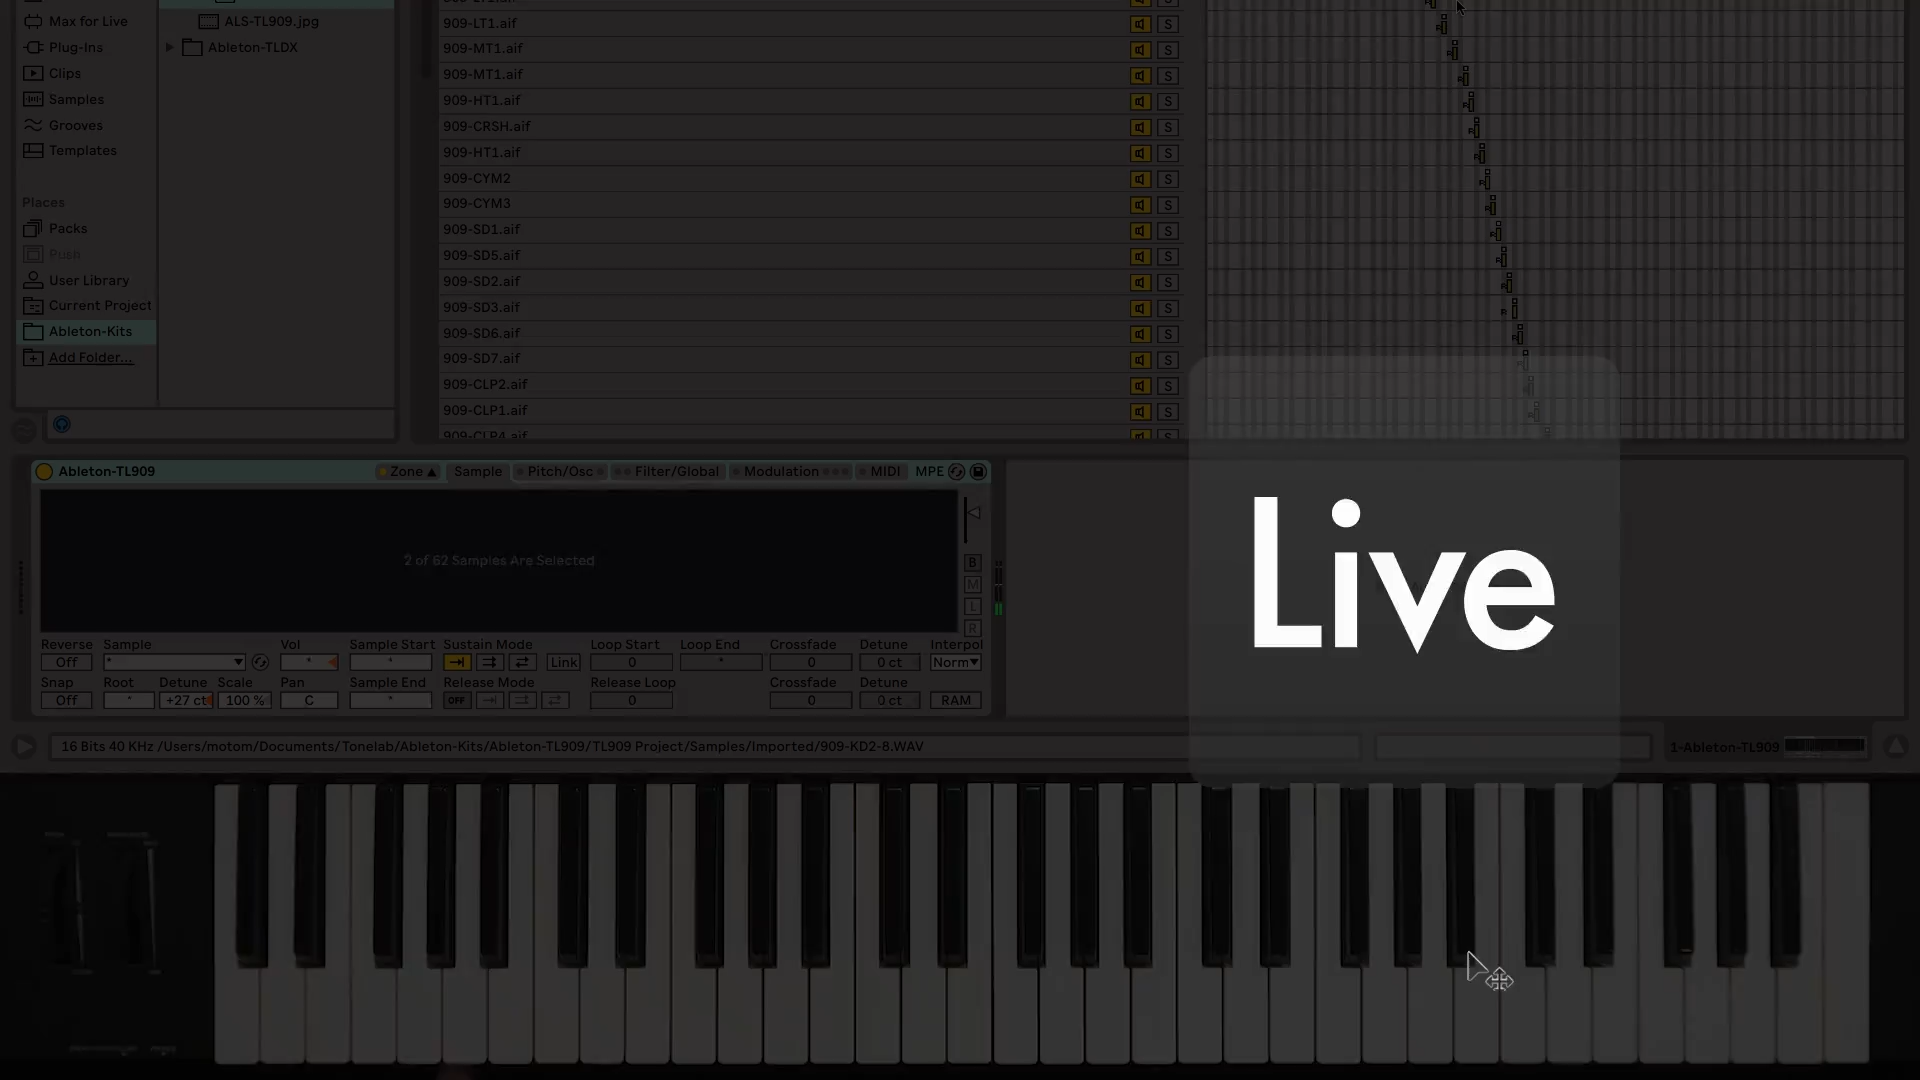 Max for Live
ALS-TL909.jpg
Plug-Ins
Ableton-TLDX
Clips
Samples
Grooves
Templates
Places
Packs
Push
User Library
Current Project
Ableton-Kits
Add Folder...
909-LT1.aif S
909-MT1.aif S
909-MT1.aif S
909-HT1.aif S
909-CRSH.aif S
909-HT1.aif S
909-CYM2 S
909-CYM3 S
909-SD1.aif S
909-SD5.aif S
909-SD2.aif S
909-SD3.aif S
909-SD6.aif S
909-SD7.aif S
909-CLP2.aif S
909-CLP1.aif S
909-CLP4.aif S
Live
Ableton-TL909 Zone Sample Pitch/Osc Filter/Global Modulation MIDI MPE
2 of 62 Samples Are Selected
B
M
L
R
Reverse Sample Vol Sample Start Sustain Mode Loop Start Loop End Crossfade Detune Interpol
Off * * * Link 0 * 0 0 ct Norm
Snap Root Detune Scale Pan Sample End Release Mode Release Loop Crossfade Detune
Off * +27 ct 100 % C * OFF 0 0 0 ct RAM
16 Bits 40 KHz /Users/motom/Documents/Tonelab/Ableton-Kits/Ableton-TL909/TL909 Project/Samples/Imported/909-KD2-8.WAV
1-Ableton-TL909